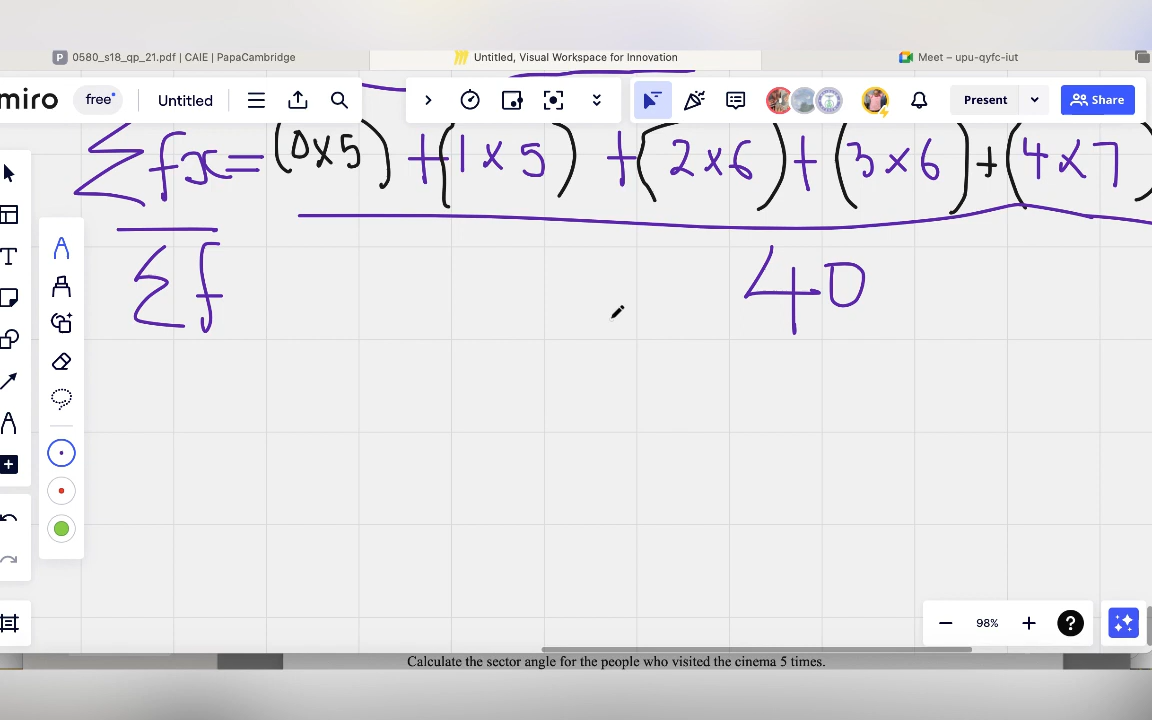 0580_s18_qp_21.pdf | CAIE | PapaCambridge
Untitled, Visual Workspace for Innovation
Meet – upu-qyfc-iut
miro free Untitled Present Share
Σfx = (0×5) + (1×5) + (2×6) + (3×6) + (4×7)
Σf 40
98%
Calculate the sector angle for the people who visited the cinema 5 times.